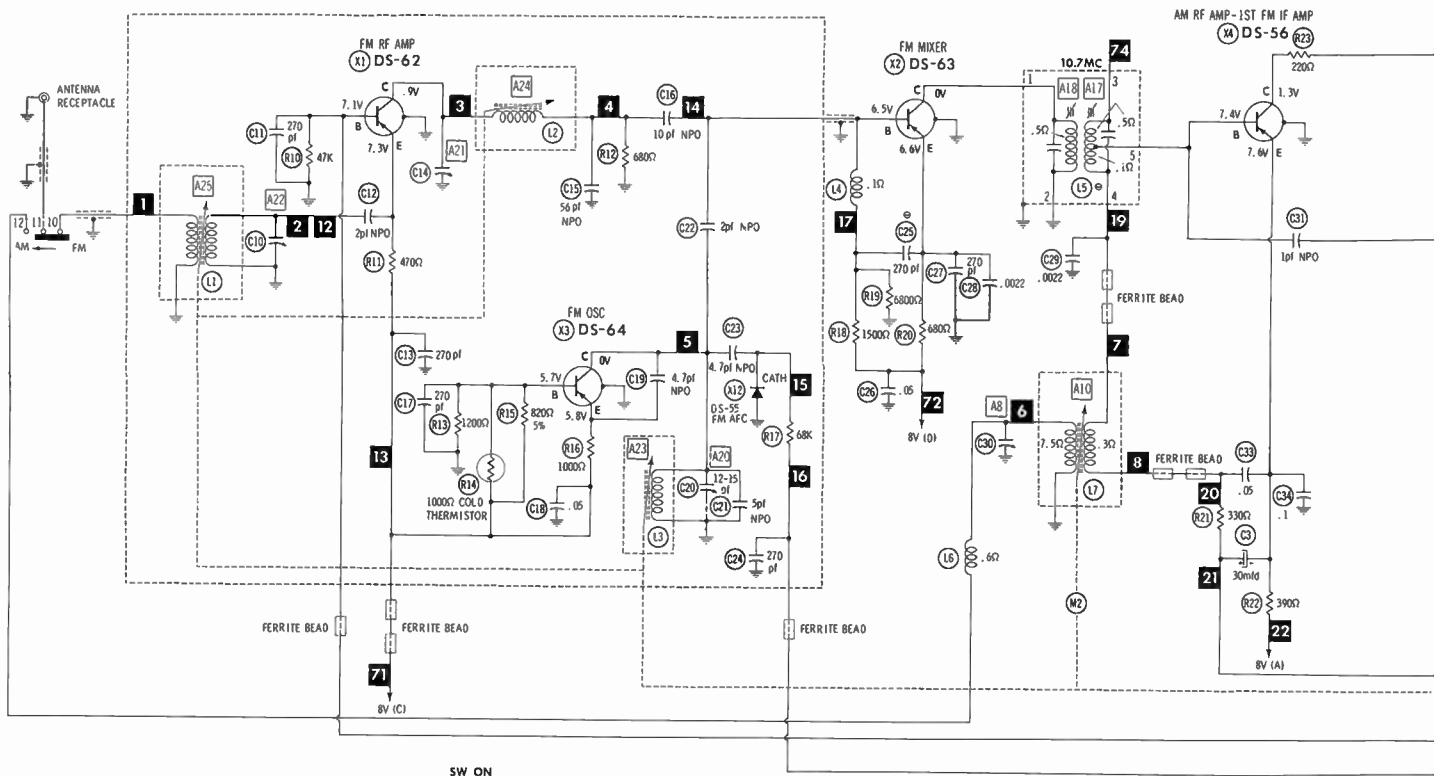 AM RF AMP-1ST FM IF AMP
X4 DS-56
R23
220Ω
FM RF AMP
X1 DS-62
FM MIXER
X2 DS-63
10.7MC
74
ANTENNA
RECEPTACLE
C11
270
pf
R10
47K
7.1V
B
C
.9V
7.3V
E
3
A24
L2
4
C16
10 pf NPO
14
A21
C14
C15
56 pf
NPO
R12
680Ω
6.5V
B
C
0V
6.6V
E
1
A18
A17
3
.5Ω
.5Ω
5
.1Ω
2
L5
4
7.4V
B
C
1.3V
7.6V
E
12
11
10
AM
FM
1
A25
L1
A22
C10
2
12
C12
2pf NPO
R11
470Ω
C22
2pf NPO
L4
.1Ω
17
C25
270 pf
R19
6800Ω
R18
1500Ω
C27
270
pf
C28
.0022
R20
680Ω
C26
.05
72
8V (D)
19
C29
.0022
FERRITE BEAD
7
C31
1pf NPO
FM OSC
X3 DS-64
C13
270 pf
C17
270
pf
R13
1200Ω
R15
820Ω
5%
5.7V
B
C
0V
5.8V
E
C19
4.7pf
NPO
5
C23
4.7pf NPO
X12
CATH
DS-55
FM AFC
15
R17
68K
16
13
R14
1000Ω COLD
THERMISTOR
R16
1000Ω
C18
.05
A23
L3
A20
C20
12-15
pf
C21
5pf
NPO
C24
270
pf
A8
C30
6
A10
7.5Ω
.3Ω
L7
8
FERRITE BEAD
20
C33
.05
C34
.1
R21
330Ω
C3
30mfd
21
R22
390Ω
22
8V (A)
L6
.6Ω
M2
FERRITE BEAD
FERRITE BEAD
FERRITE BEAD
71
8V (C)
SW ON